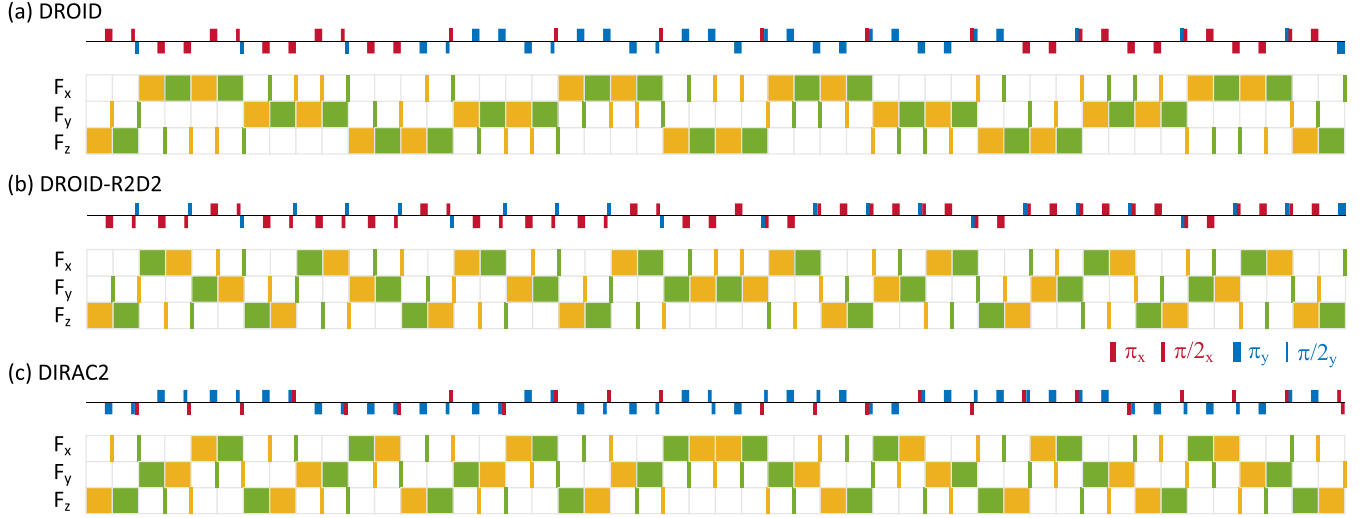 (a) DROID
Fx
Fy
Fz
(b) DROID-R2D2
Fx
Fy
Fz
πx π/2x πy π/2y
(c) DIRAC2
Fx
Fy
Fz